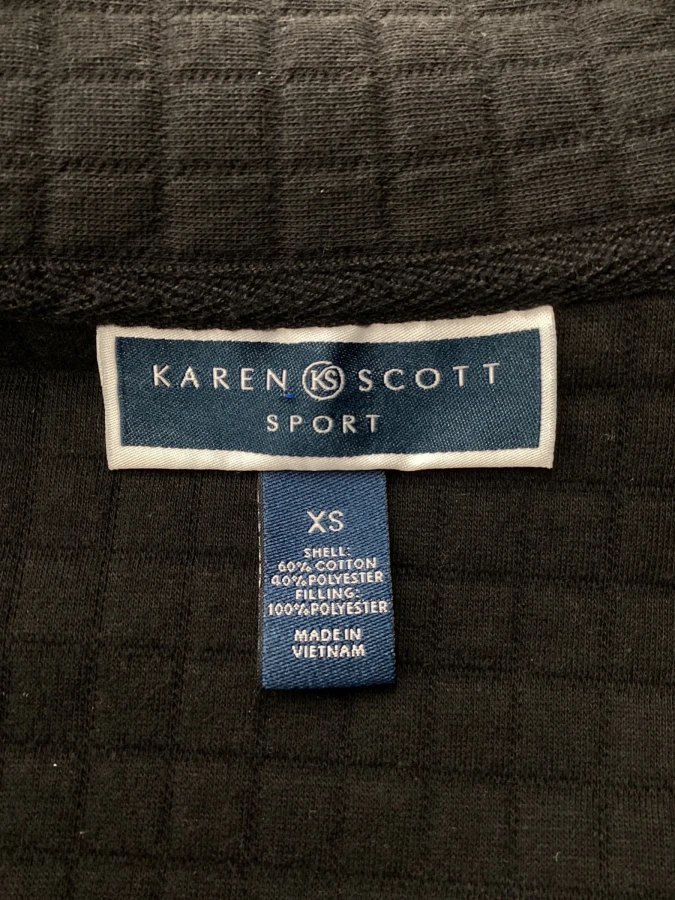 KAREN KS SCOTT
SPORT
XS
SHELL:
60% COTTON
40% POLYESTER
FILLING:
100% POLYESTER
MADE IN
VIETNAM